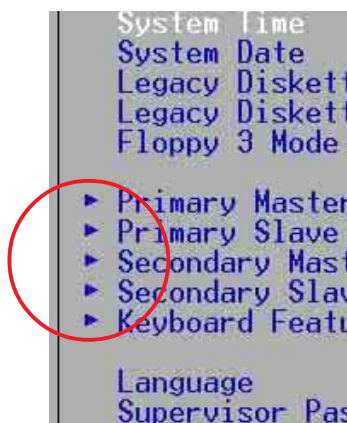 System Time
System Date
Legacy Diskett
Legacy Diskett
Floppy 3 Mode
Primary Master
Primary Slave
Secondary Mast
Secondary Slav
Keyboard Featu
Language
Supervisor Pas